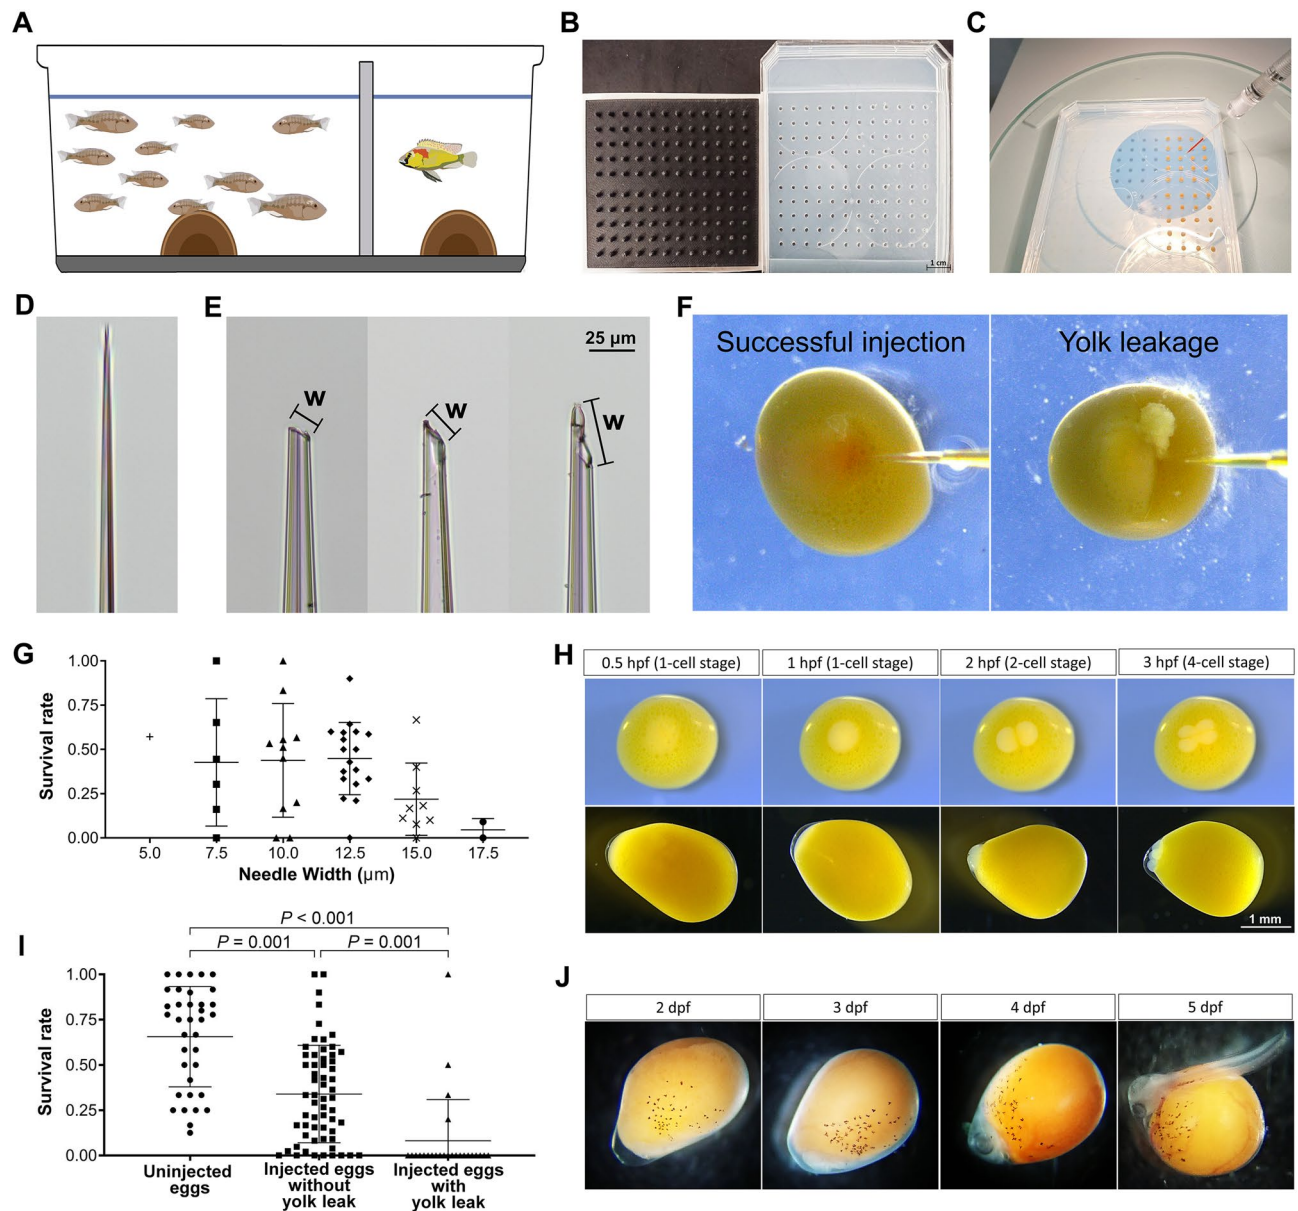 A
B
C
1 cm
D
E
W
W
W
25 µm
F
Successful injection
Yolk leakage
G
Survival rate
1.00
0.75
0.50
0.25
0.00
5.0
7.5
10.0
12.5
15.0
17.5
Needle Width (µm)
H
0.5 hpf (1-cell stage)
1 hpf (1-cell stage)
2 hpf (2-cell stage)
3 hpf (4-cell stage)
1 mm
I
P < 0.001
P = 0.001
P = 0.001
Survival rate
1.00
0.75
0.50
0.25
0.00
Uninjected
eggs
Injected eggs
without
yolk leak
Injected eggs
with
yolk leak
J
2 dpf
3 dpf
4 dpf
5 dpf